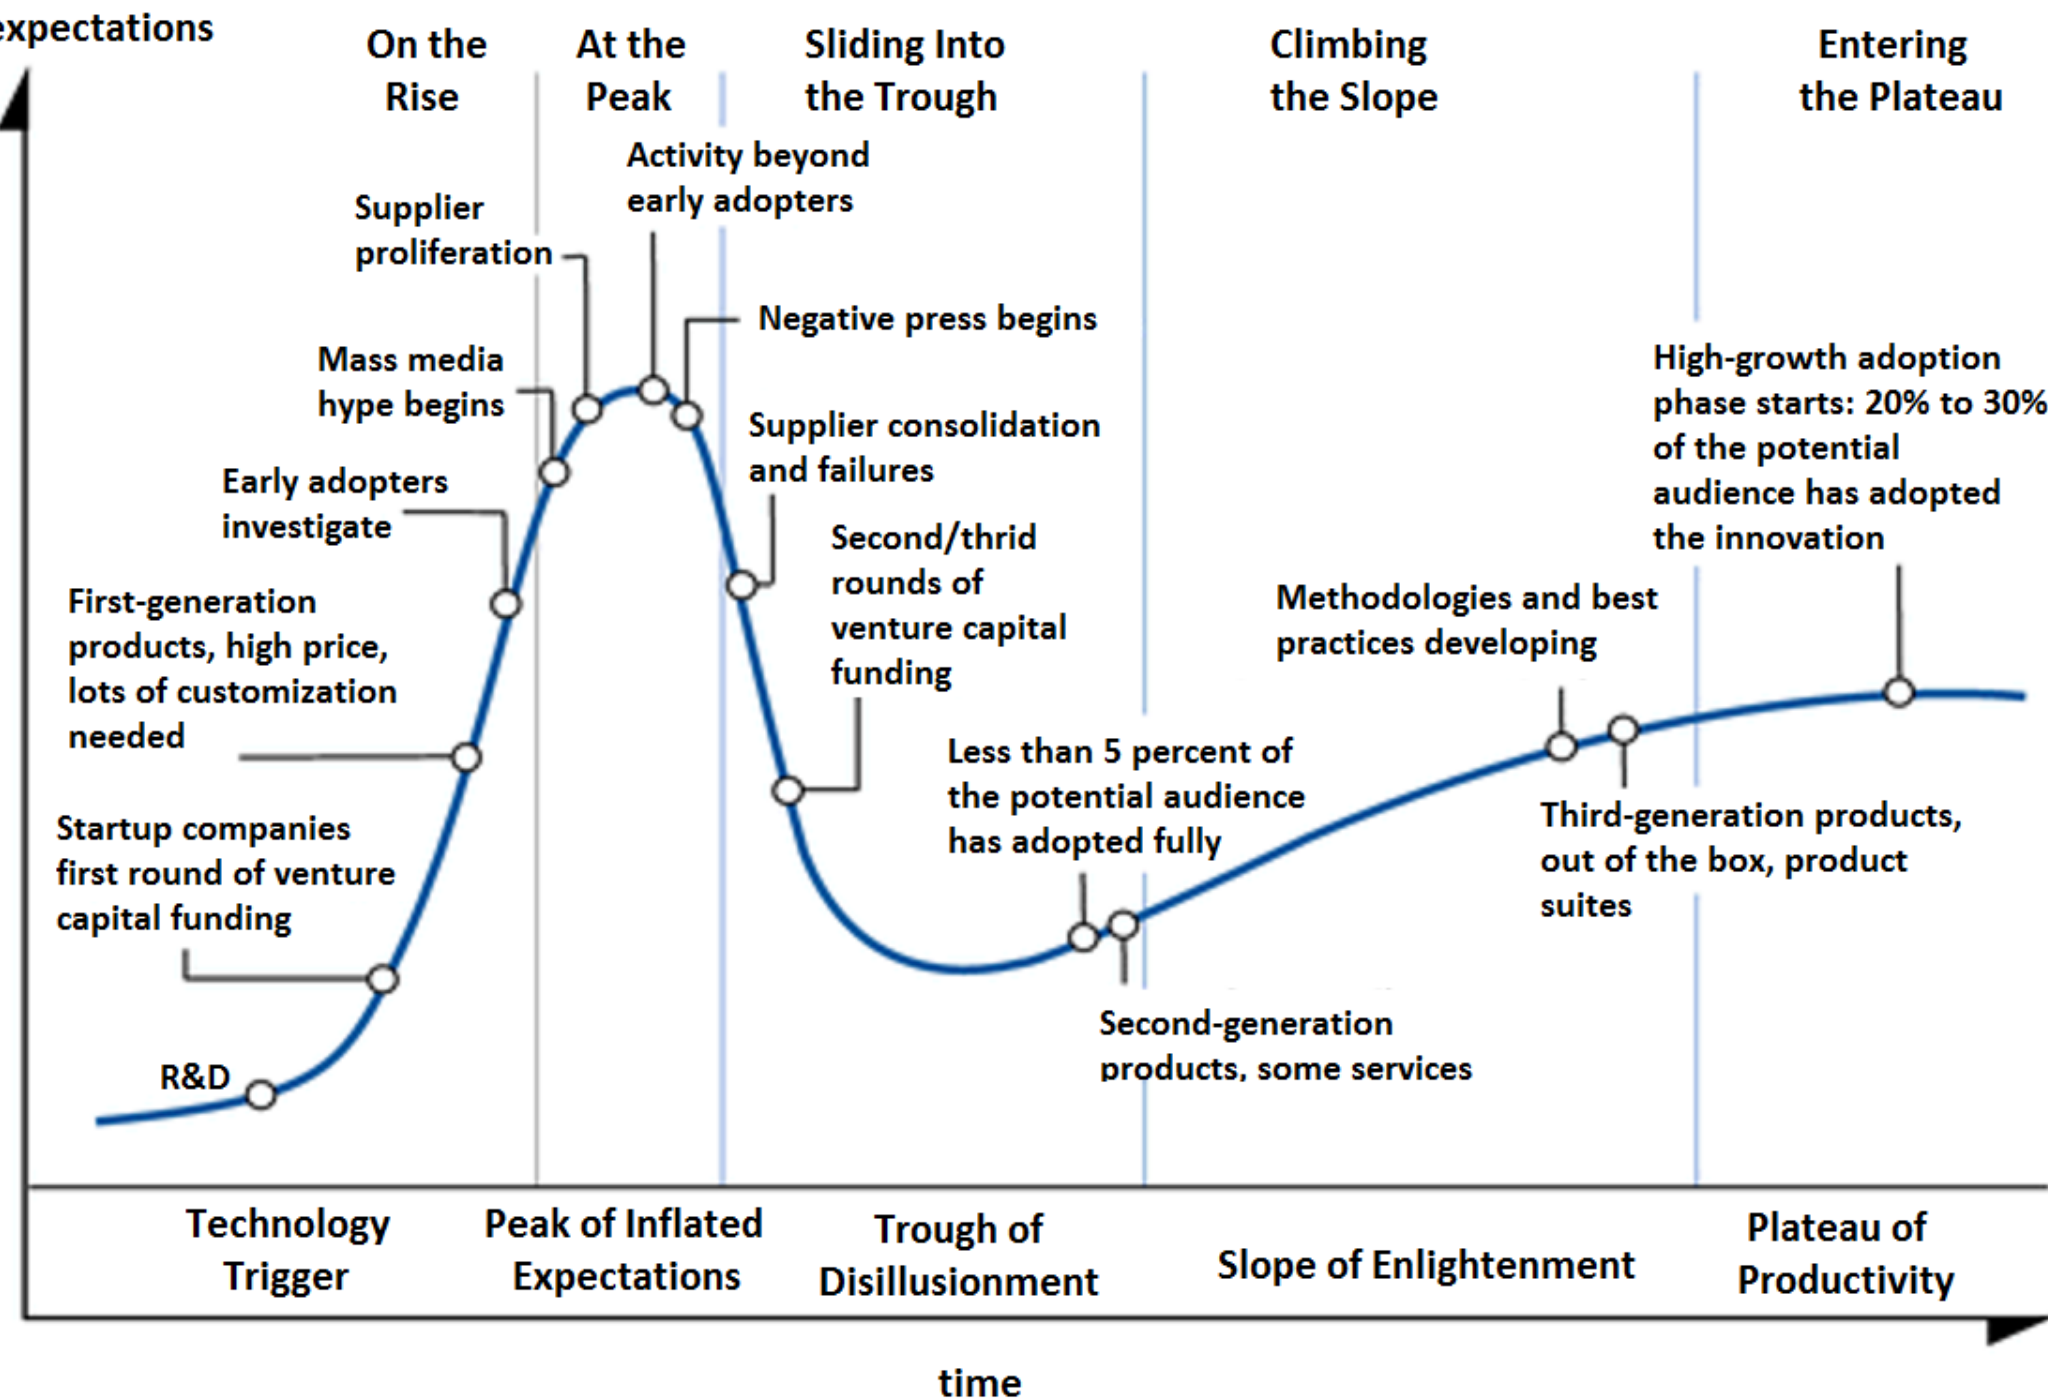 expectations
On the
Rise
At the
Peak
Sliding Into
the Trough
Climbing
the Slope
Entering
the Plateau
Activity beyond
early adopters
Supplier
proliferation
Negative press begins
Mass media
hype begins
Supplier consolidation
and failures
High-growth adoption
phase starts: 20% to 30%
of the potential
audience has adopted
the innovation
Early adopters
investigate
Second/thrid
rounds of
venture capital
funding
First-generation
products, high price,
lots of customization
needed
Methodologies and best
practices developing
Less than 5 percent of
the potential audience
has adopted fully
Startup companies
first round of venture
capital funding
Third-generation products,
out of the box, product
suites
Second-generation
products, some services
R&D
Technology
Trigger
Peak of Inflated
Expectations
Trough of
Disillusionment
Slope of Enlightenment
Plateau of
Productivity
time